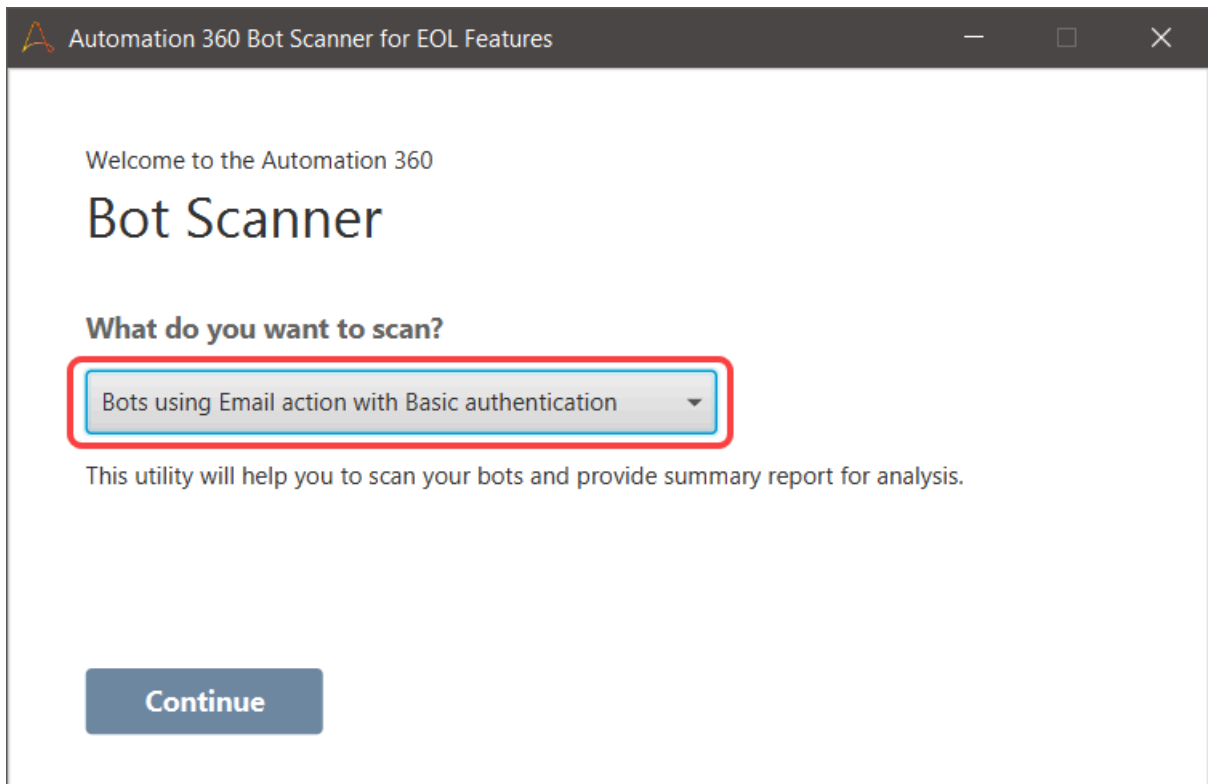 Automation 360 Bot Scanner for EOL Features
Welcome to the Automation 360
Bot Scanner
What do you want to scan?
Bots using Email action with Basic authentication
This utility will help you to scan your bots and provide summary report for analysis.
Continue